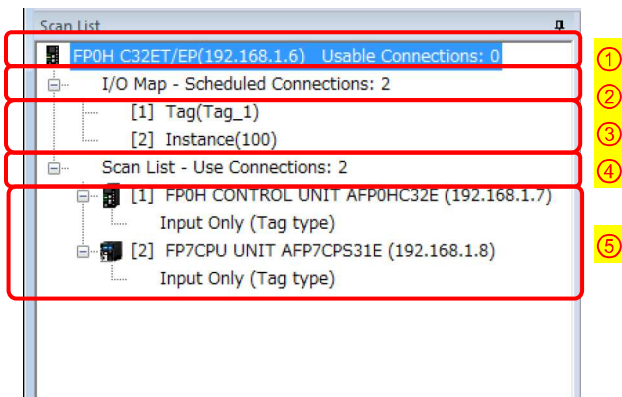 Scan List
FP0H C32ET/EP(192.168.1.6) Usable Connections: 0
①
I/O Map - Scheduled Connections: 2
②
[1] Tag(Tag_1)
[2] Instance(100)
③
Scan List - Use Connections: 2
④
[1] FP0H CONTROL UNIT AFP0HC32E (192.168.1.7)
Input Only (Tag type)
[2] FP7CPU UNIT AFP7CPS31E (192.168.1.8)
⑤
Input Only (Tag type)